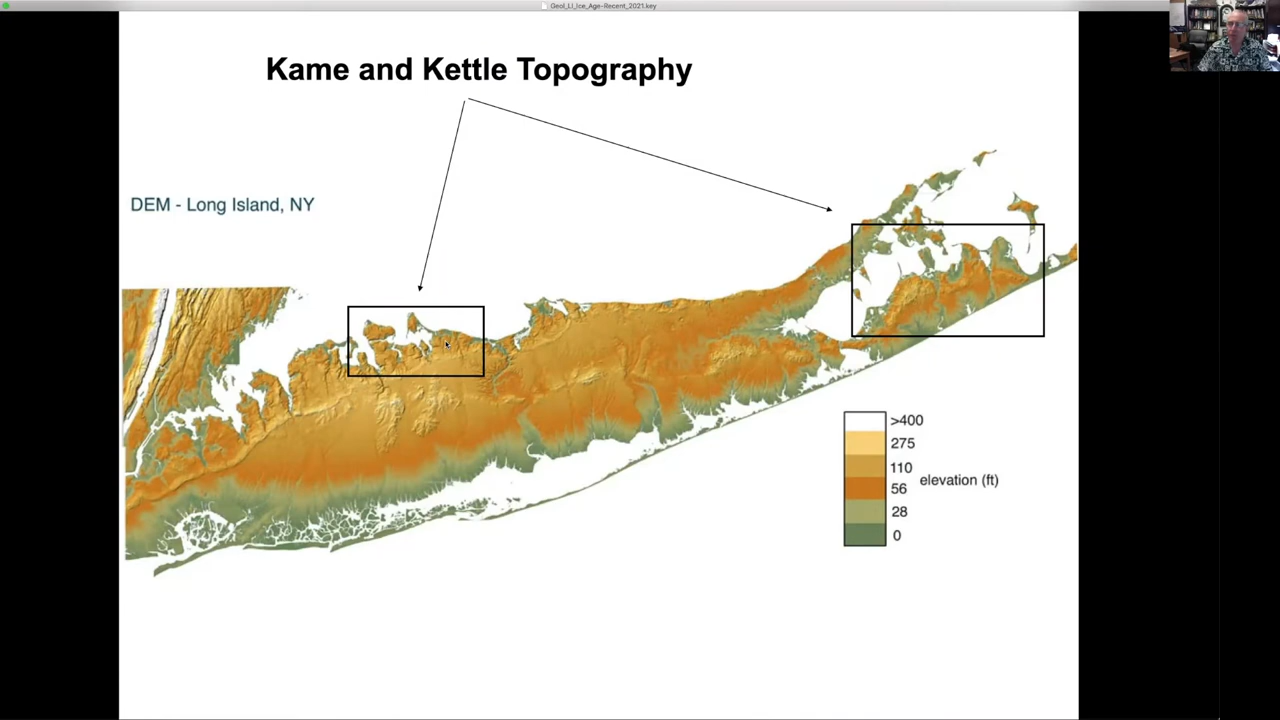 Geol_LI_Ice_Age-Recent_2021.key
Kame and Kettle Topography
DEM - Long Island, NY
>400
275
110
elevation (ft)
56
28
0